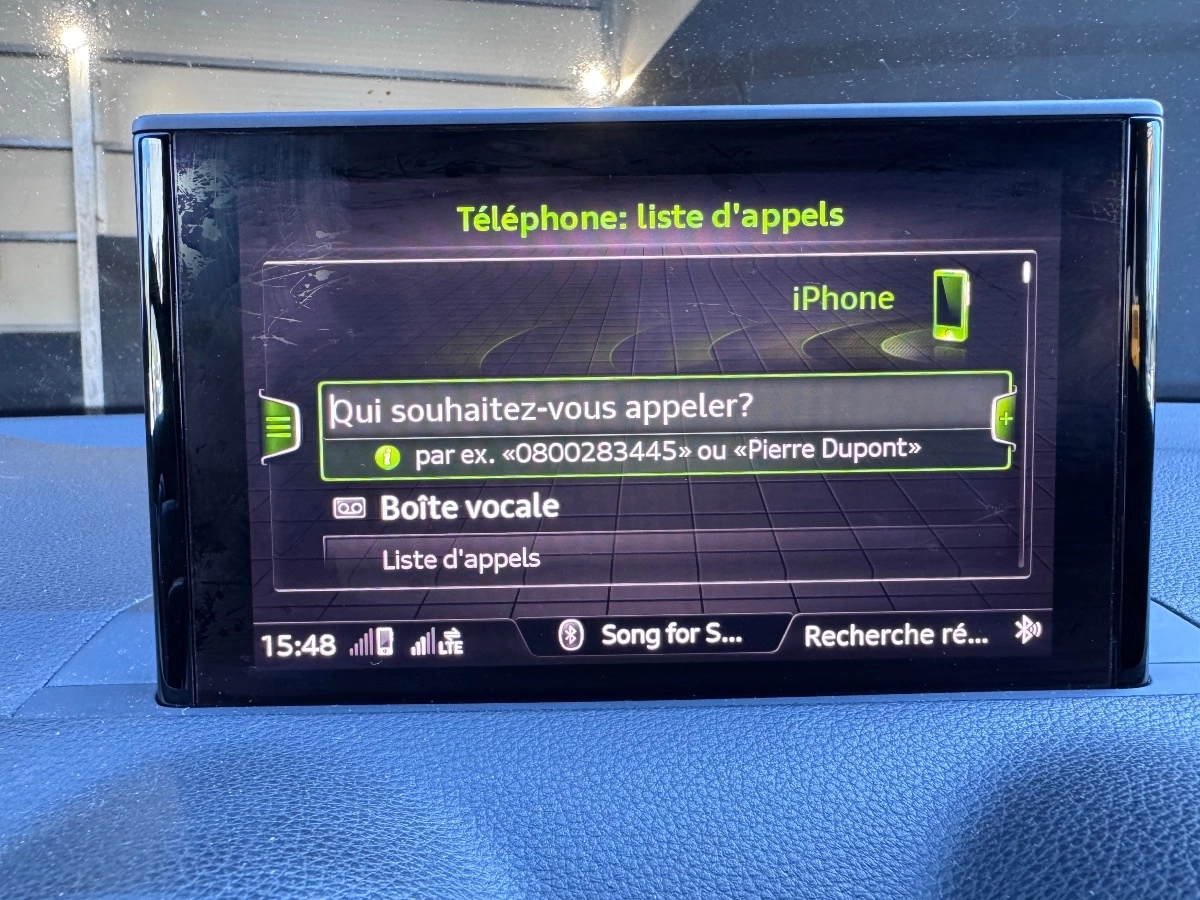 Téléphone: liste d'appels
iPhone
Qui souhaitez-vous appeler?
par ex. «0800283445» ou «Pierre Dupont»
Boîte vocale
Liste d'appels
15:48 LTE Song for S... Recherche ré...